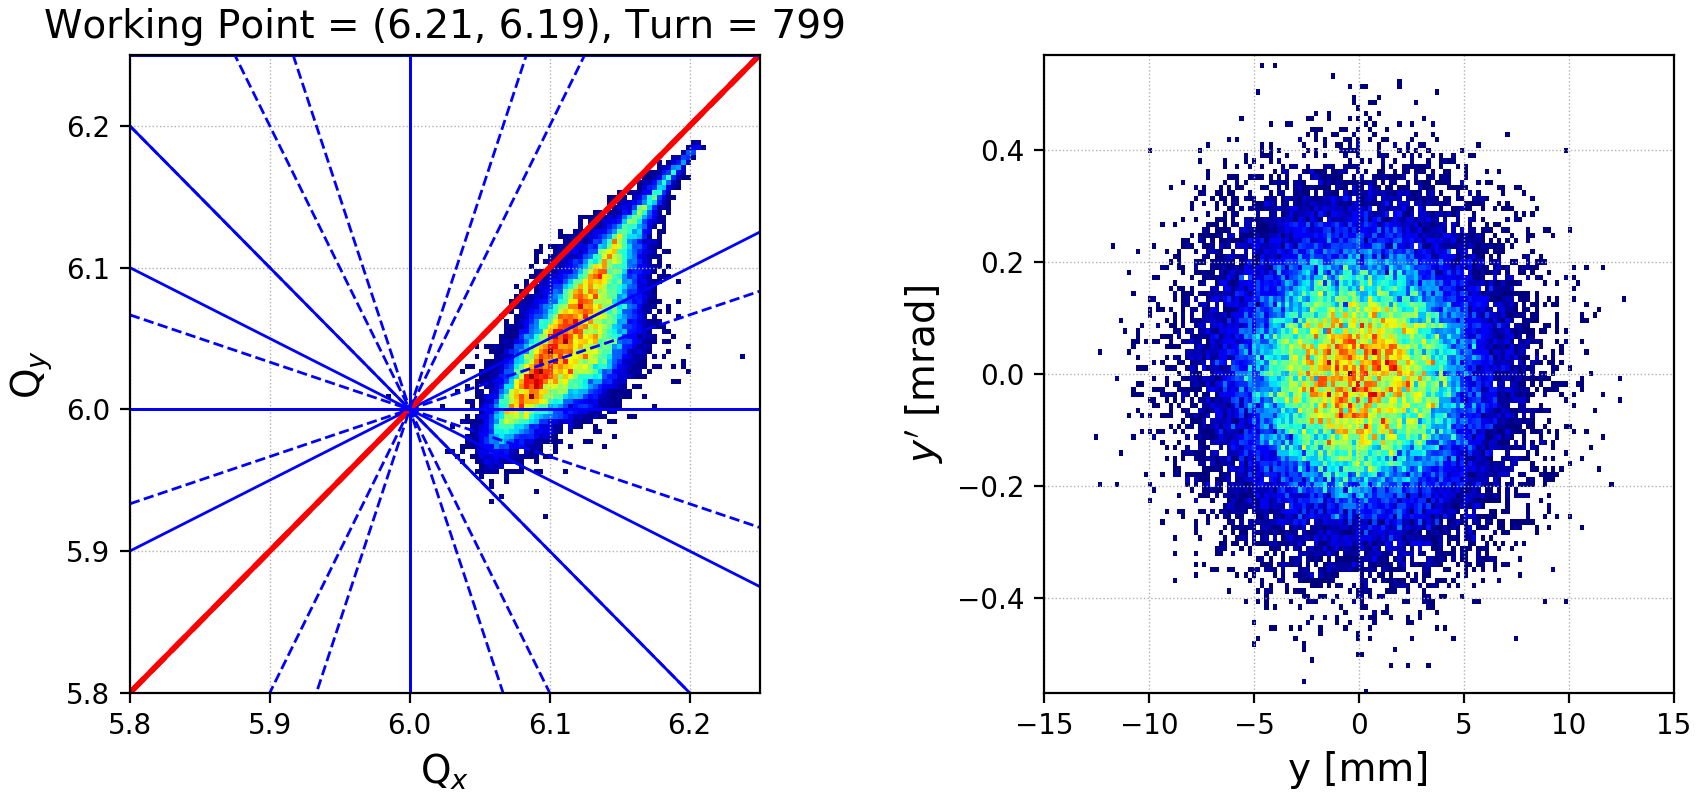 Working Point = (6.21, 6.19), Turn = 799
6.2
6.1
6.0
5.9
5.8
Q_y
5.8 5.9 6.0 6.1 6.2
Q_x
0.4
0.2
0.0
−0.2
−0.4
y′ [mrad]
−15 −10 −5 0 5 10 15
y [mm]